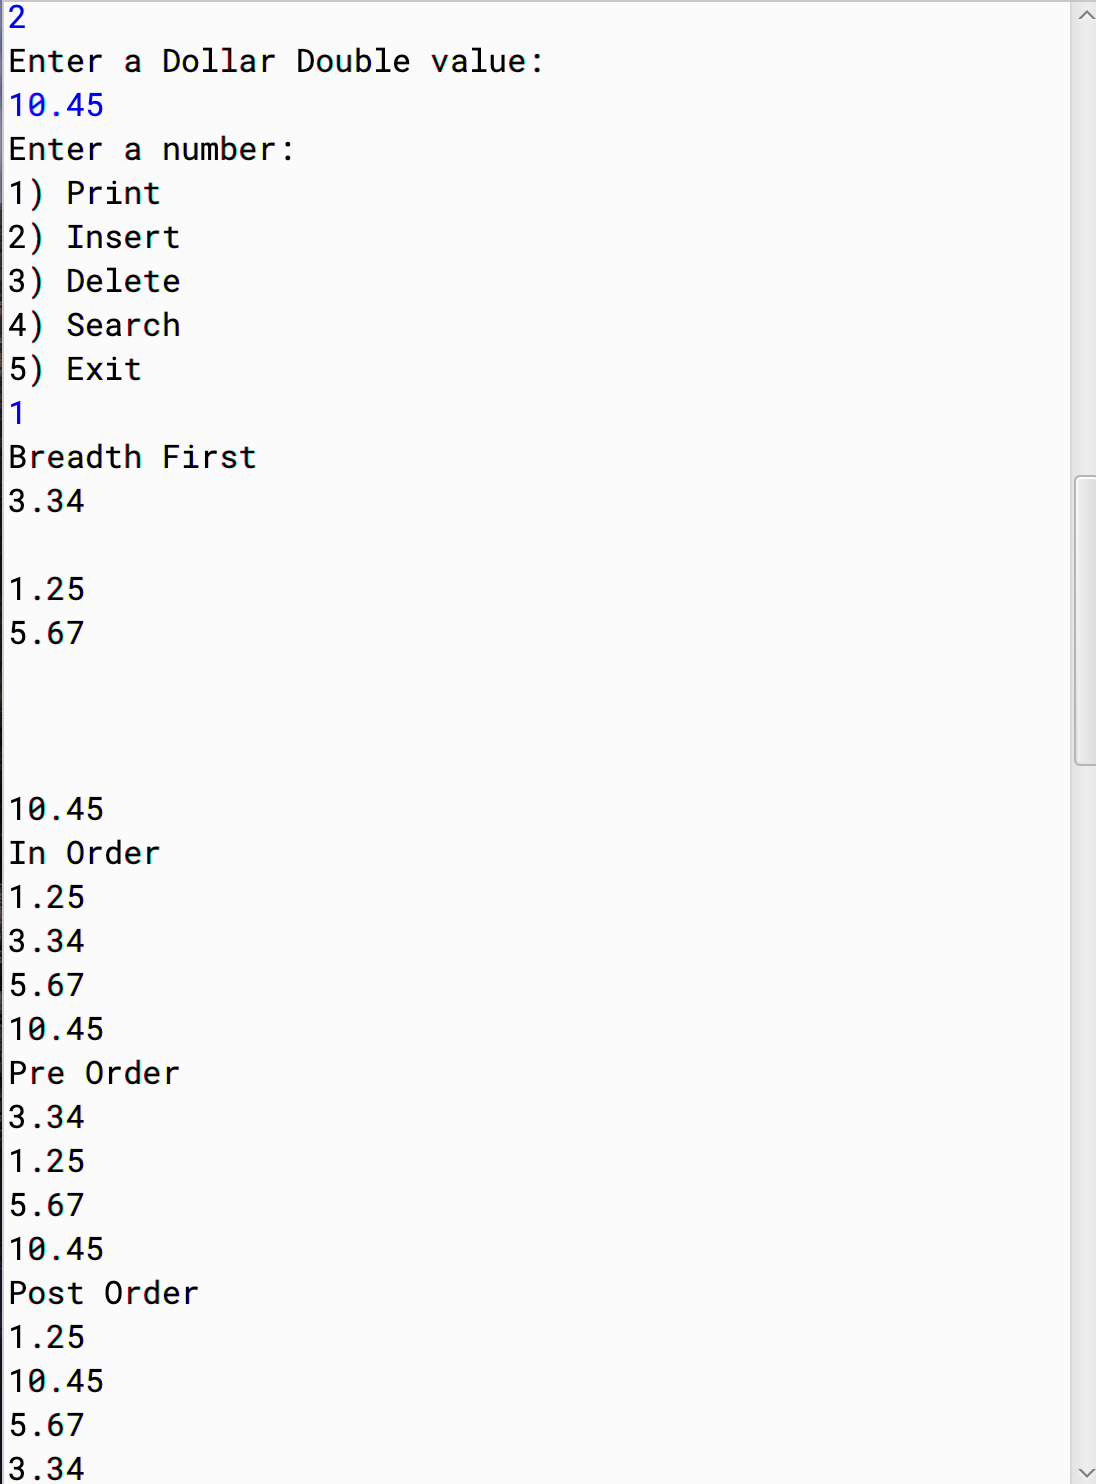 2
Enter a Dollar Double value:
10.45
Enter a number:
1) Print
2) Insert
3) Delete
4) Search
5) Exit
1
Breadth First
3.34
1.25
5.67
10.45
In Order
1.25
3.34
5.67
10.45
Pre Order
3.34
1.25
5.67
10.45
Post Order
1.25
10.45
5.67
3.34